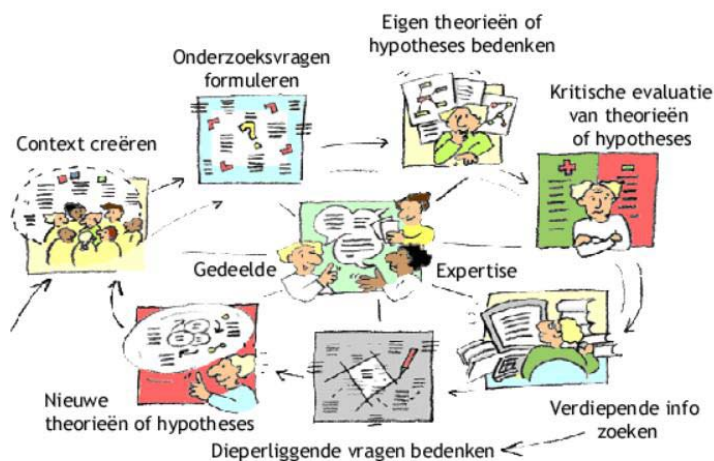 Eigen theorieën of
hypotheses bedenken
Onderzoeksvragen
formuleren
Kritische evaluatie
van theorieën
of hypotheses
Context creëren
Gedeelde
Expertise
Nieuwe
theorieën of hypotheses
Verdiepende info
zoeken
Dieperliggende vragen bedenken